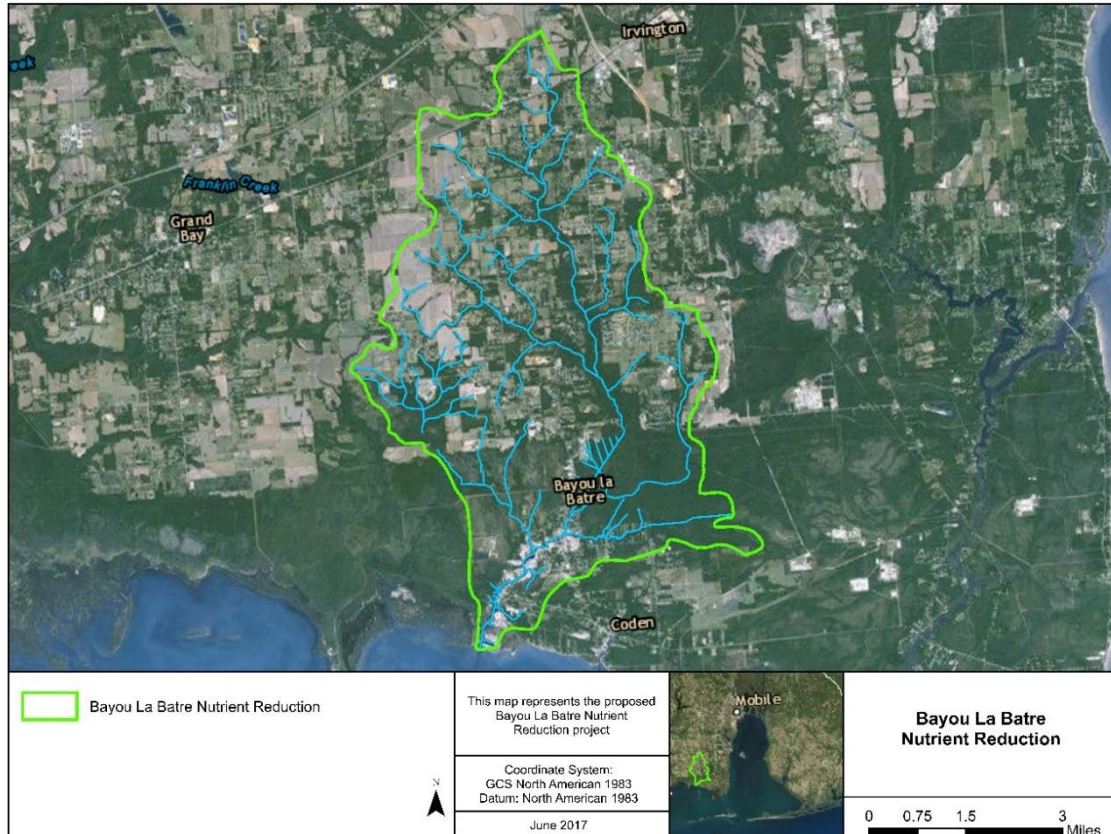 Irvington
Creek
Franklin Creek
Grand
Bay
Bayou la
Batre
Coden
Bayou La Batre Nutrient Reduction
N
This map represents the proposed
Bayou La Batre Nutrient
Reduction project
Coordinate System:
GCS North American 1983
Datum: North American 1983
June 2017
Mobile
Bayou La Batre
Nutrient Reduction
0 0.75 1.5 3
Miles